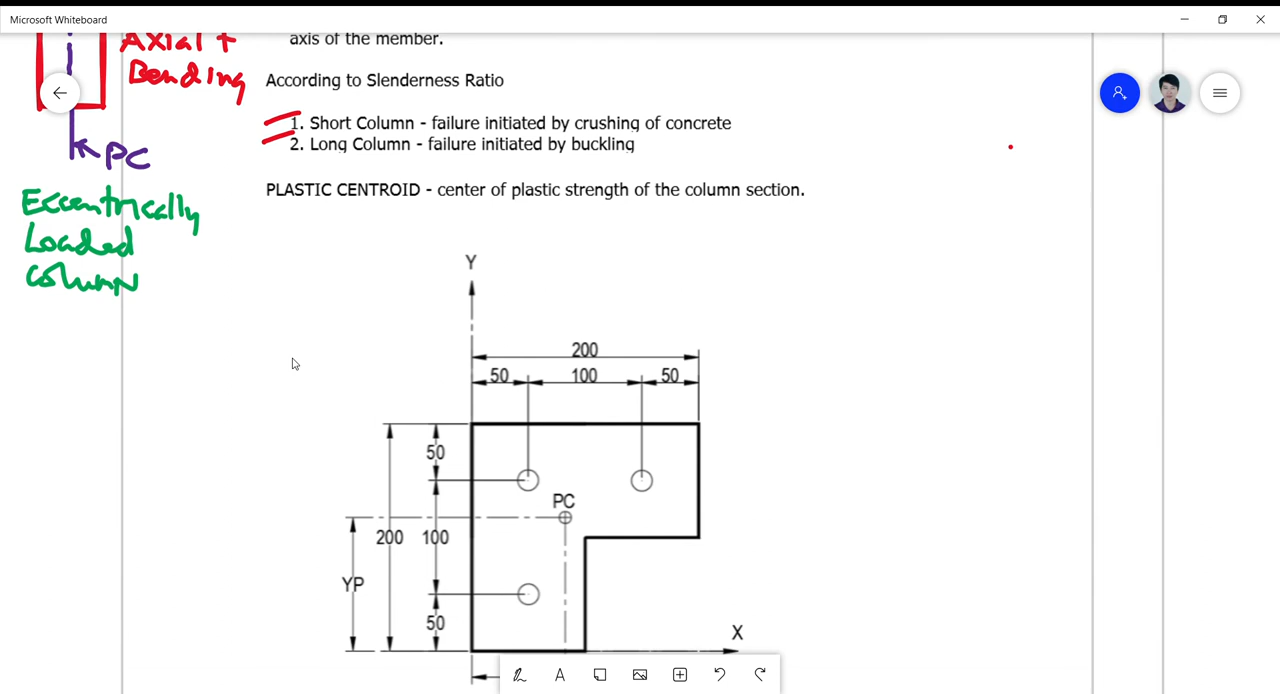 Microsoft Whiteboard
Axial +
Bending
PC
Eccentrically
Loaded
column
axis of the member.
According to Slenderness Ratio
1. Short Column - failure initiated by crushing of concrete
2. Long Column - failure initiated by buckling
PLASTIC CENTROID - center of plastic strength of the column section.
Y
200
50 100 50
50
PC
200 100
YP
50
X
A